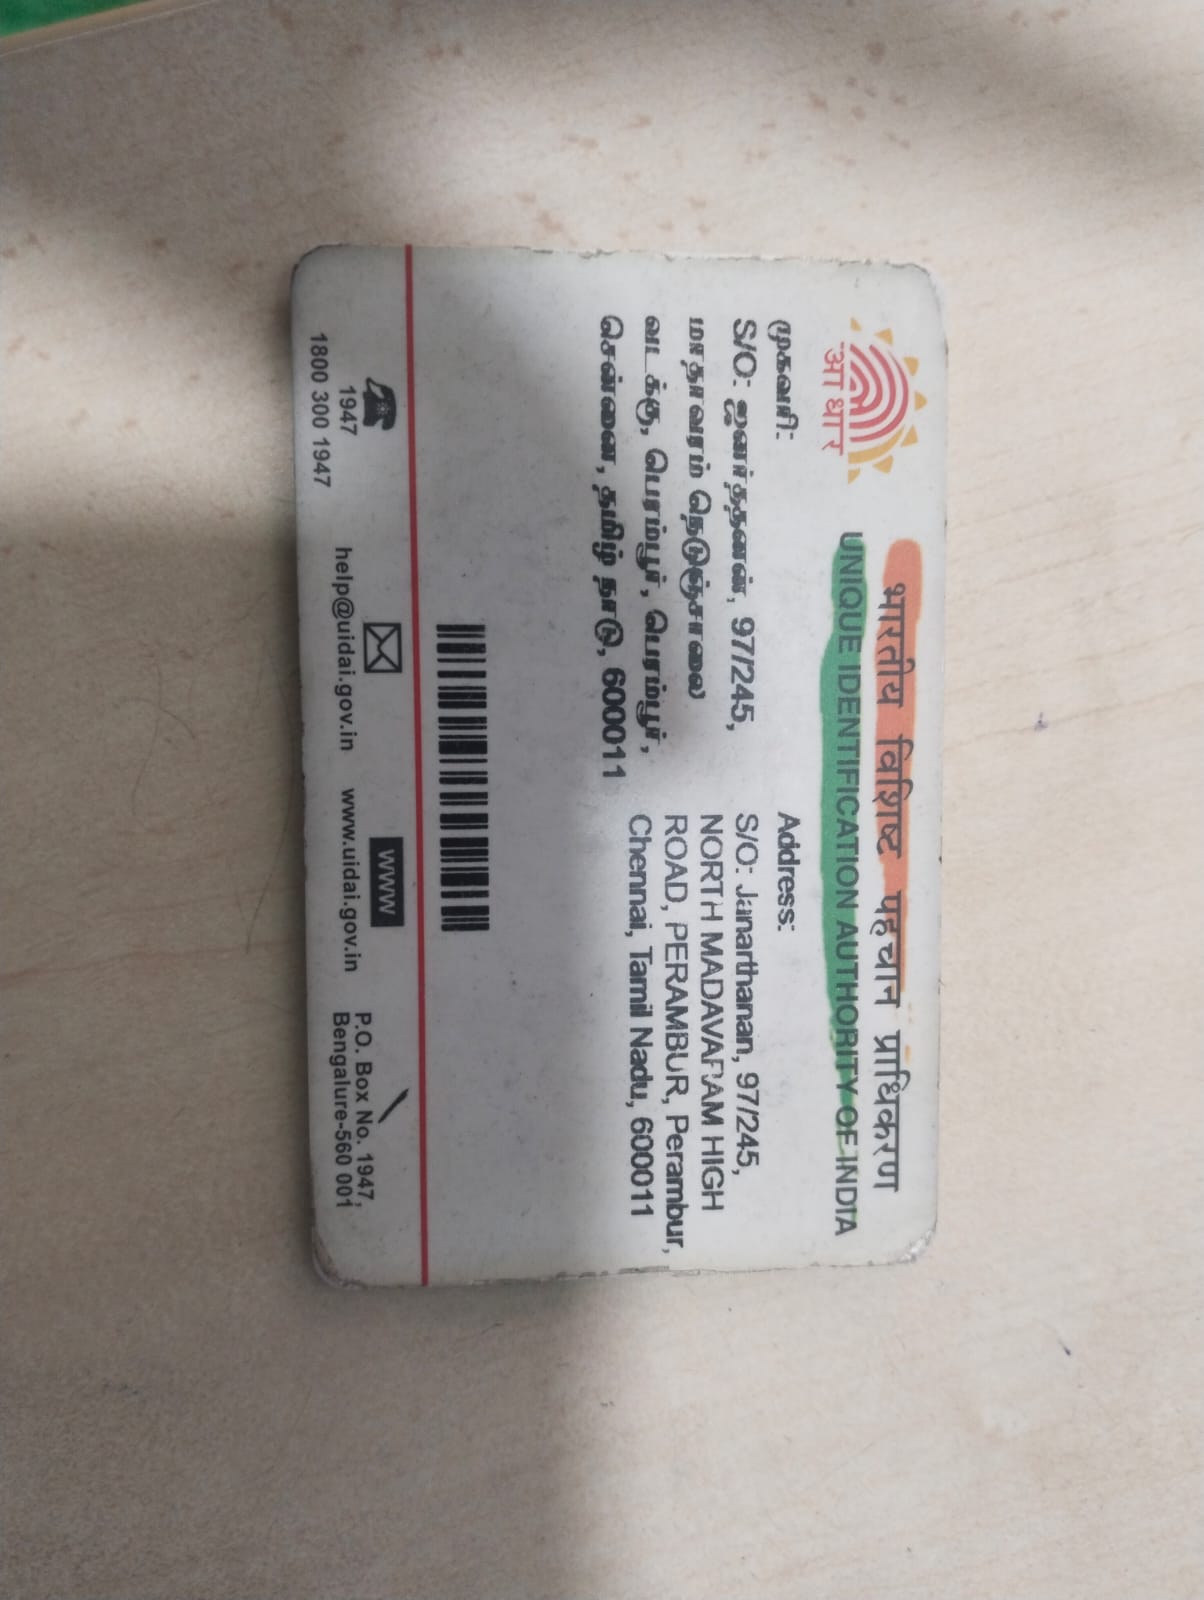 भारतीय विशिष्ट पहचान प्राधिकरण
UNIQUE IDENTIFICATION AUTHORITY OF INDIA
आधार
முகவரி:
S/O: ஜனார்த்தனன், 97/245,
மாதாவரம் நெடுஞ்சாலை
வடக்கு, பெரம்பூர், பெரம்பூர்,
சென்னை, தமிழ் நாடு, 600011
Address:
S/O: Janarthanan, 97/245,
NORTH MADAVARAM HIGH
ROAD, PERAMBUR, Perambur,
Chennai, Tamil Nadu, 600011
1947
1800 300 1947
help@uidai.gov.in
www
www.uidai.gov.in
P.O. Box No. 1947,
Bengalure-560 001